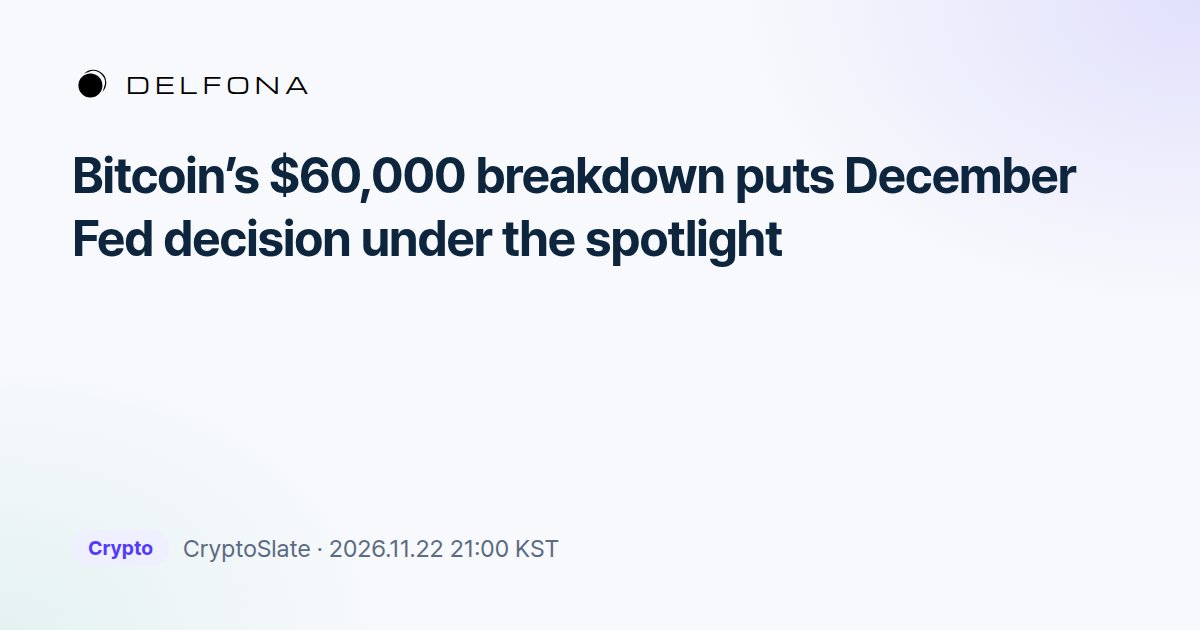 DELFONA
Bitcoin’s $60,000 breakdown puts December
Fed decision under the spotlight
Crypto
CryptoSlate · 2026.11.22 21:00 KST